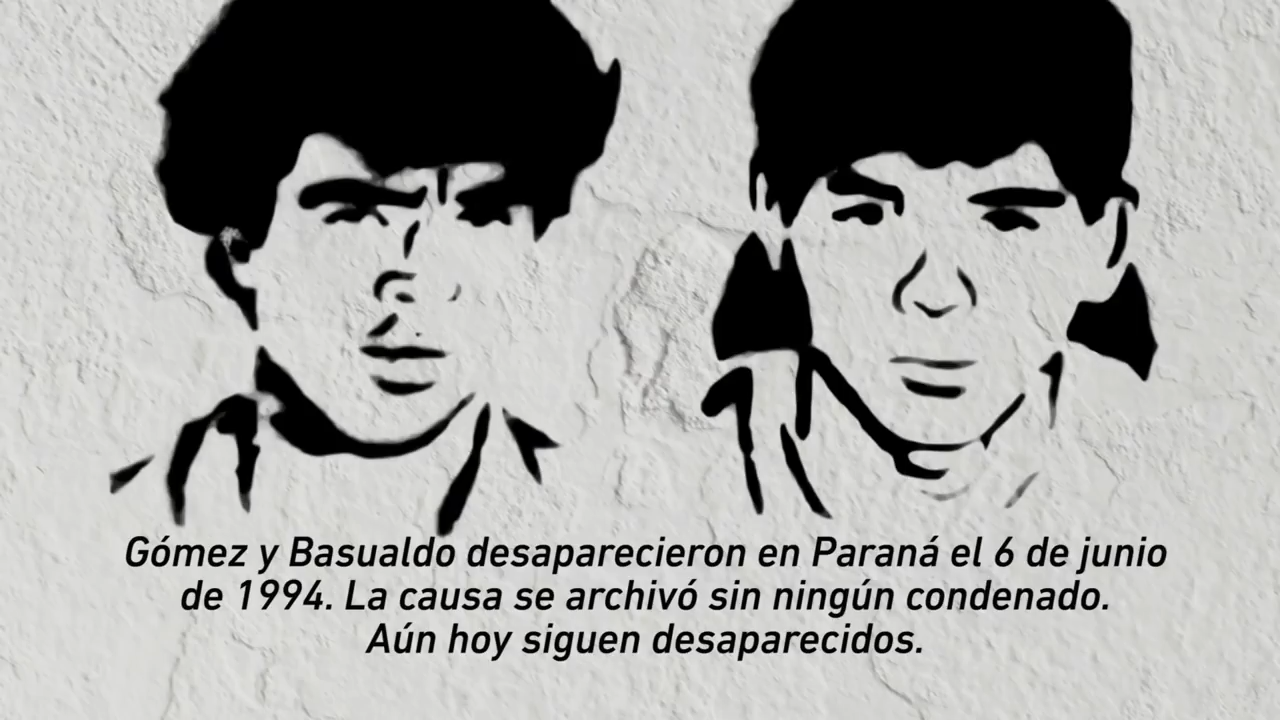 Gómez y Basualdo desaparecieron en Paraná el 6 de junio
de 1994. La causa se archivó sin ningún condenado.
Aún hoy siguen desaparecidos.